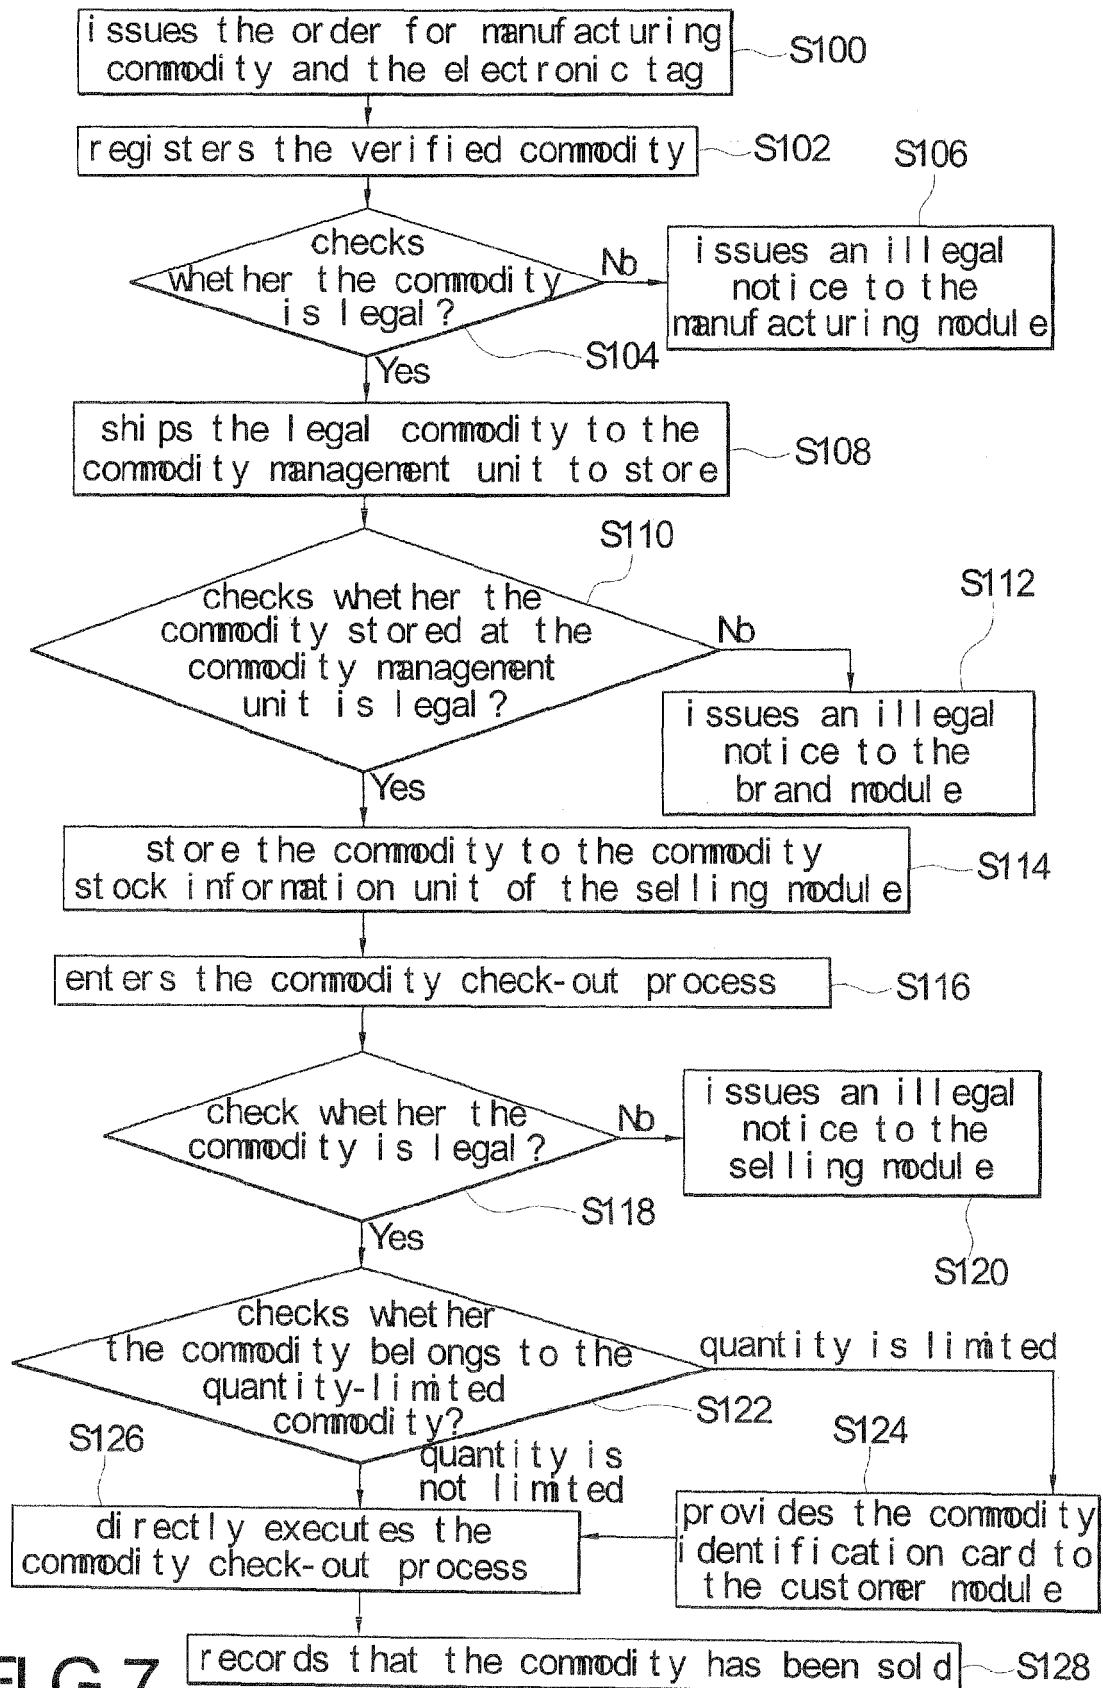 issues the order for manufacturing
commodity and the electronic tag
S100
registers the verified commodity
S102
S106
checks
whether the commodity
is legal?
No
issues an illegal
notice to the
manufacturing module
S104
Yes
ships the legal commodity to the
commodity management unit to store
S108
S110
checks whether the
commodity stored at the
commodity management
unit is legal?
No
S112
issues an illegal
notice to the
brand module
Yes
store the commodity to the commodity
stock information unit of the selling module
S114
enters the commodity check-out process
S116
check whether the
commodity is legal?
No
issues an illegal
notice to the
selling module
S118
S120
Yes
checks whether
the commodity belongs to the
quantity-limited
commodity?
quantity is limited
S122
S124
S126
quantity is
not limited
directly executes the
commodity check-out process
provides the commodity
identification card to
the customer module
records that the commodity has been sold
S128
FIG.7